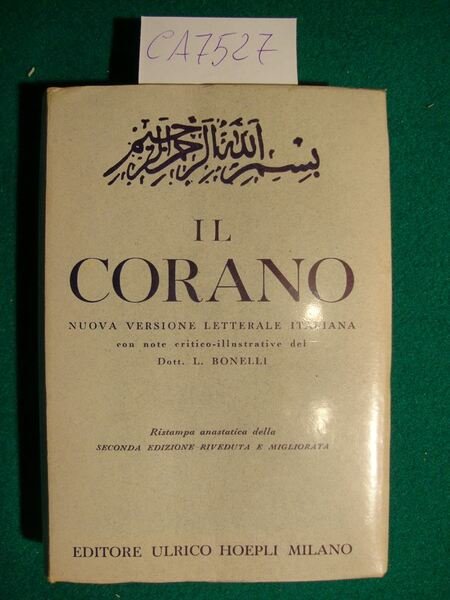 CA7527
بسم الله الرحمن الرحيم
IL
CORANO
NUOVA VERSIONE LETTERALE ITALIANA
con note critico-illustrative del
Dott. L. BONELLI
Ristampa anastatica della
SECONDA EDIZIONE RIVEDUTA E MIGLIORATA
EDITORE ULRICO HOEPLI MILANO